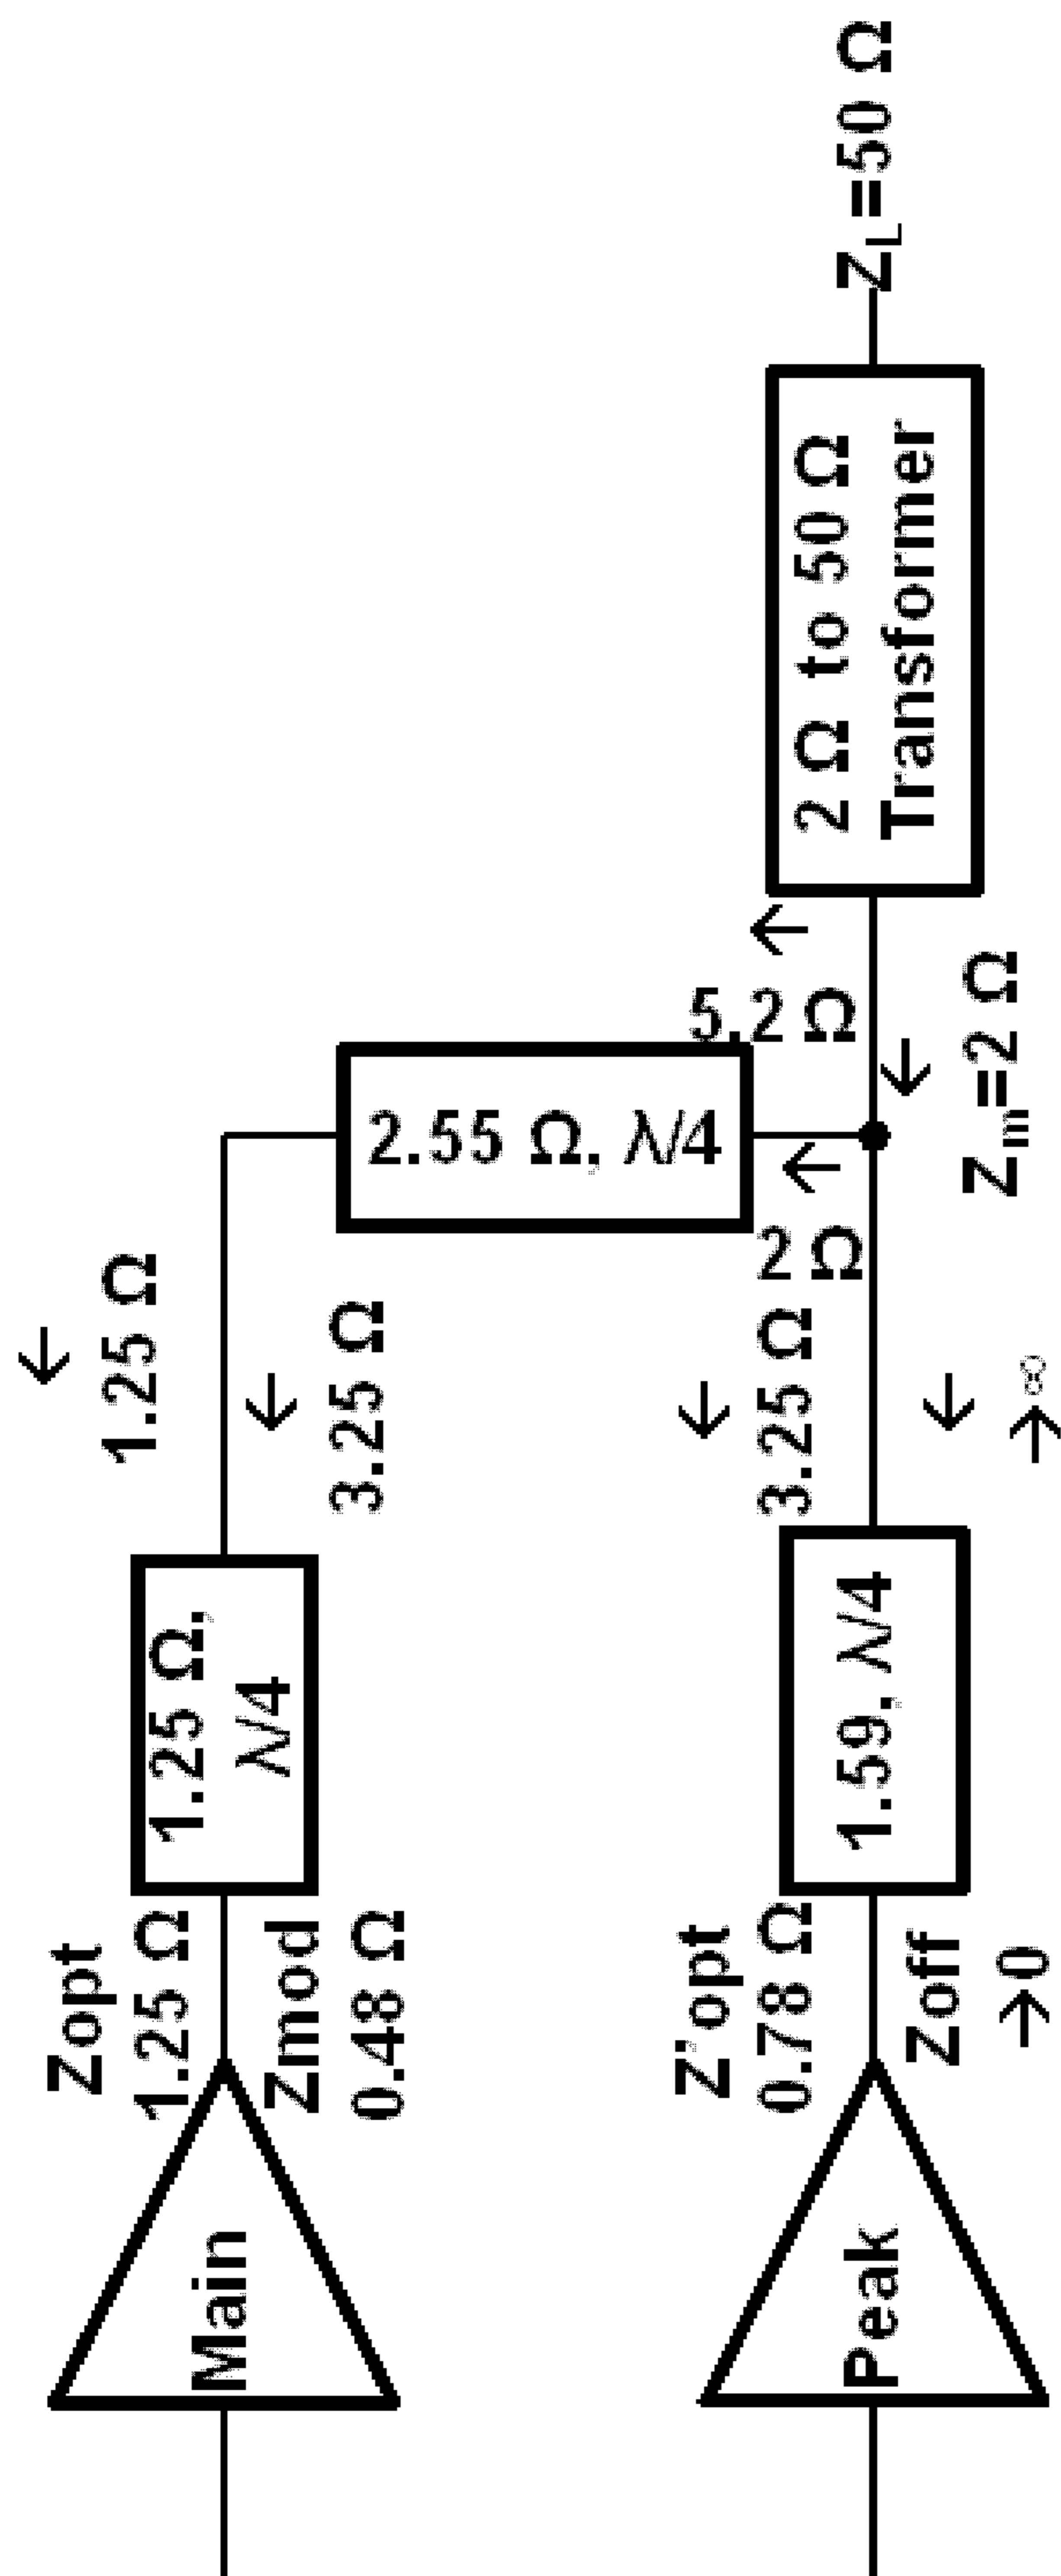 Main
Zopt
1.25 Ω
Zmod
0.48 Ω
1.25 Ω,
λ/4
1.25 Ω
3.25 Ω
2.55 Ω, λ/4
Peak
Z'opt
0.78 Ω
Zoff
→0
1.59, λ/4
3.25 Ω
→∞
2 Ω
5.2 Ω
Zm=2 Ω
2 Ω to 50 Ω
Transformer
ZL=50 Ω